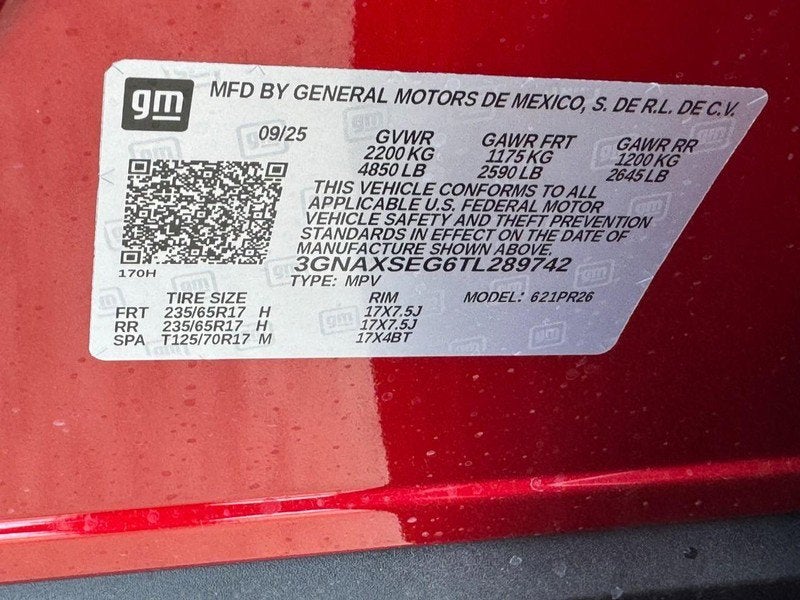 gm MFD BY GENERAL MOTORS DE MEXICO, S. DE R.L. DE C.V.
09/25 GVWR GAWR FRT GAWR RR
2200 KG 1175 KG 1200 KG
4850 LB 2590 LB 2645 LB
THIS VEHICLE CONFORMS TO ALL
APPLICABLE U.S. FEDERAL MOTOR
VEHICLE SAFETY AND THEFT PREVENTION
STANDARDS IN EFFECT ON THE DATE OF
MANUFACTURE SHOWN ABOVE.
170H
3GNAXSEG6TL289742
TYPE: MPV
TIRE SIZE RIM MODEL: 621PR26
FRT 235/65R17 H 17X7.5J
RR 235/65R17 H 17X7.5J
SPA T125/70R17 M 17X4BT